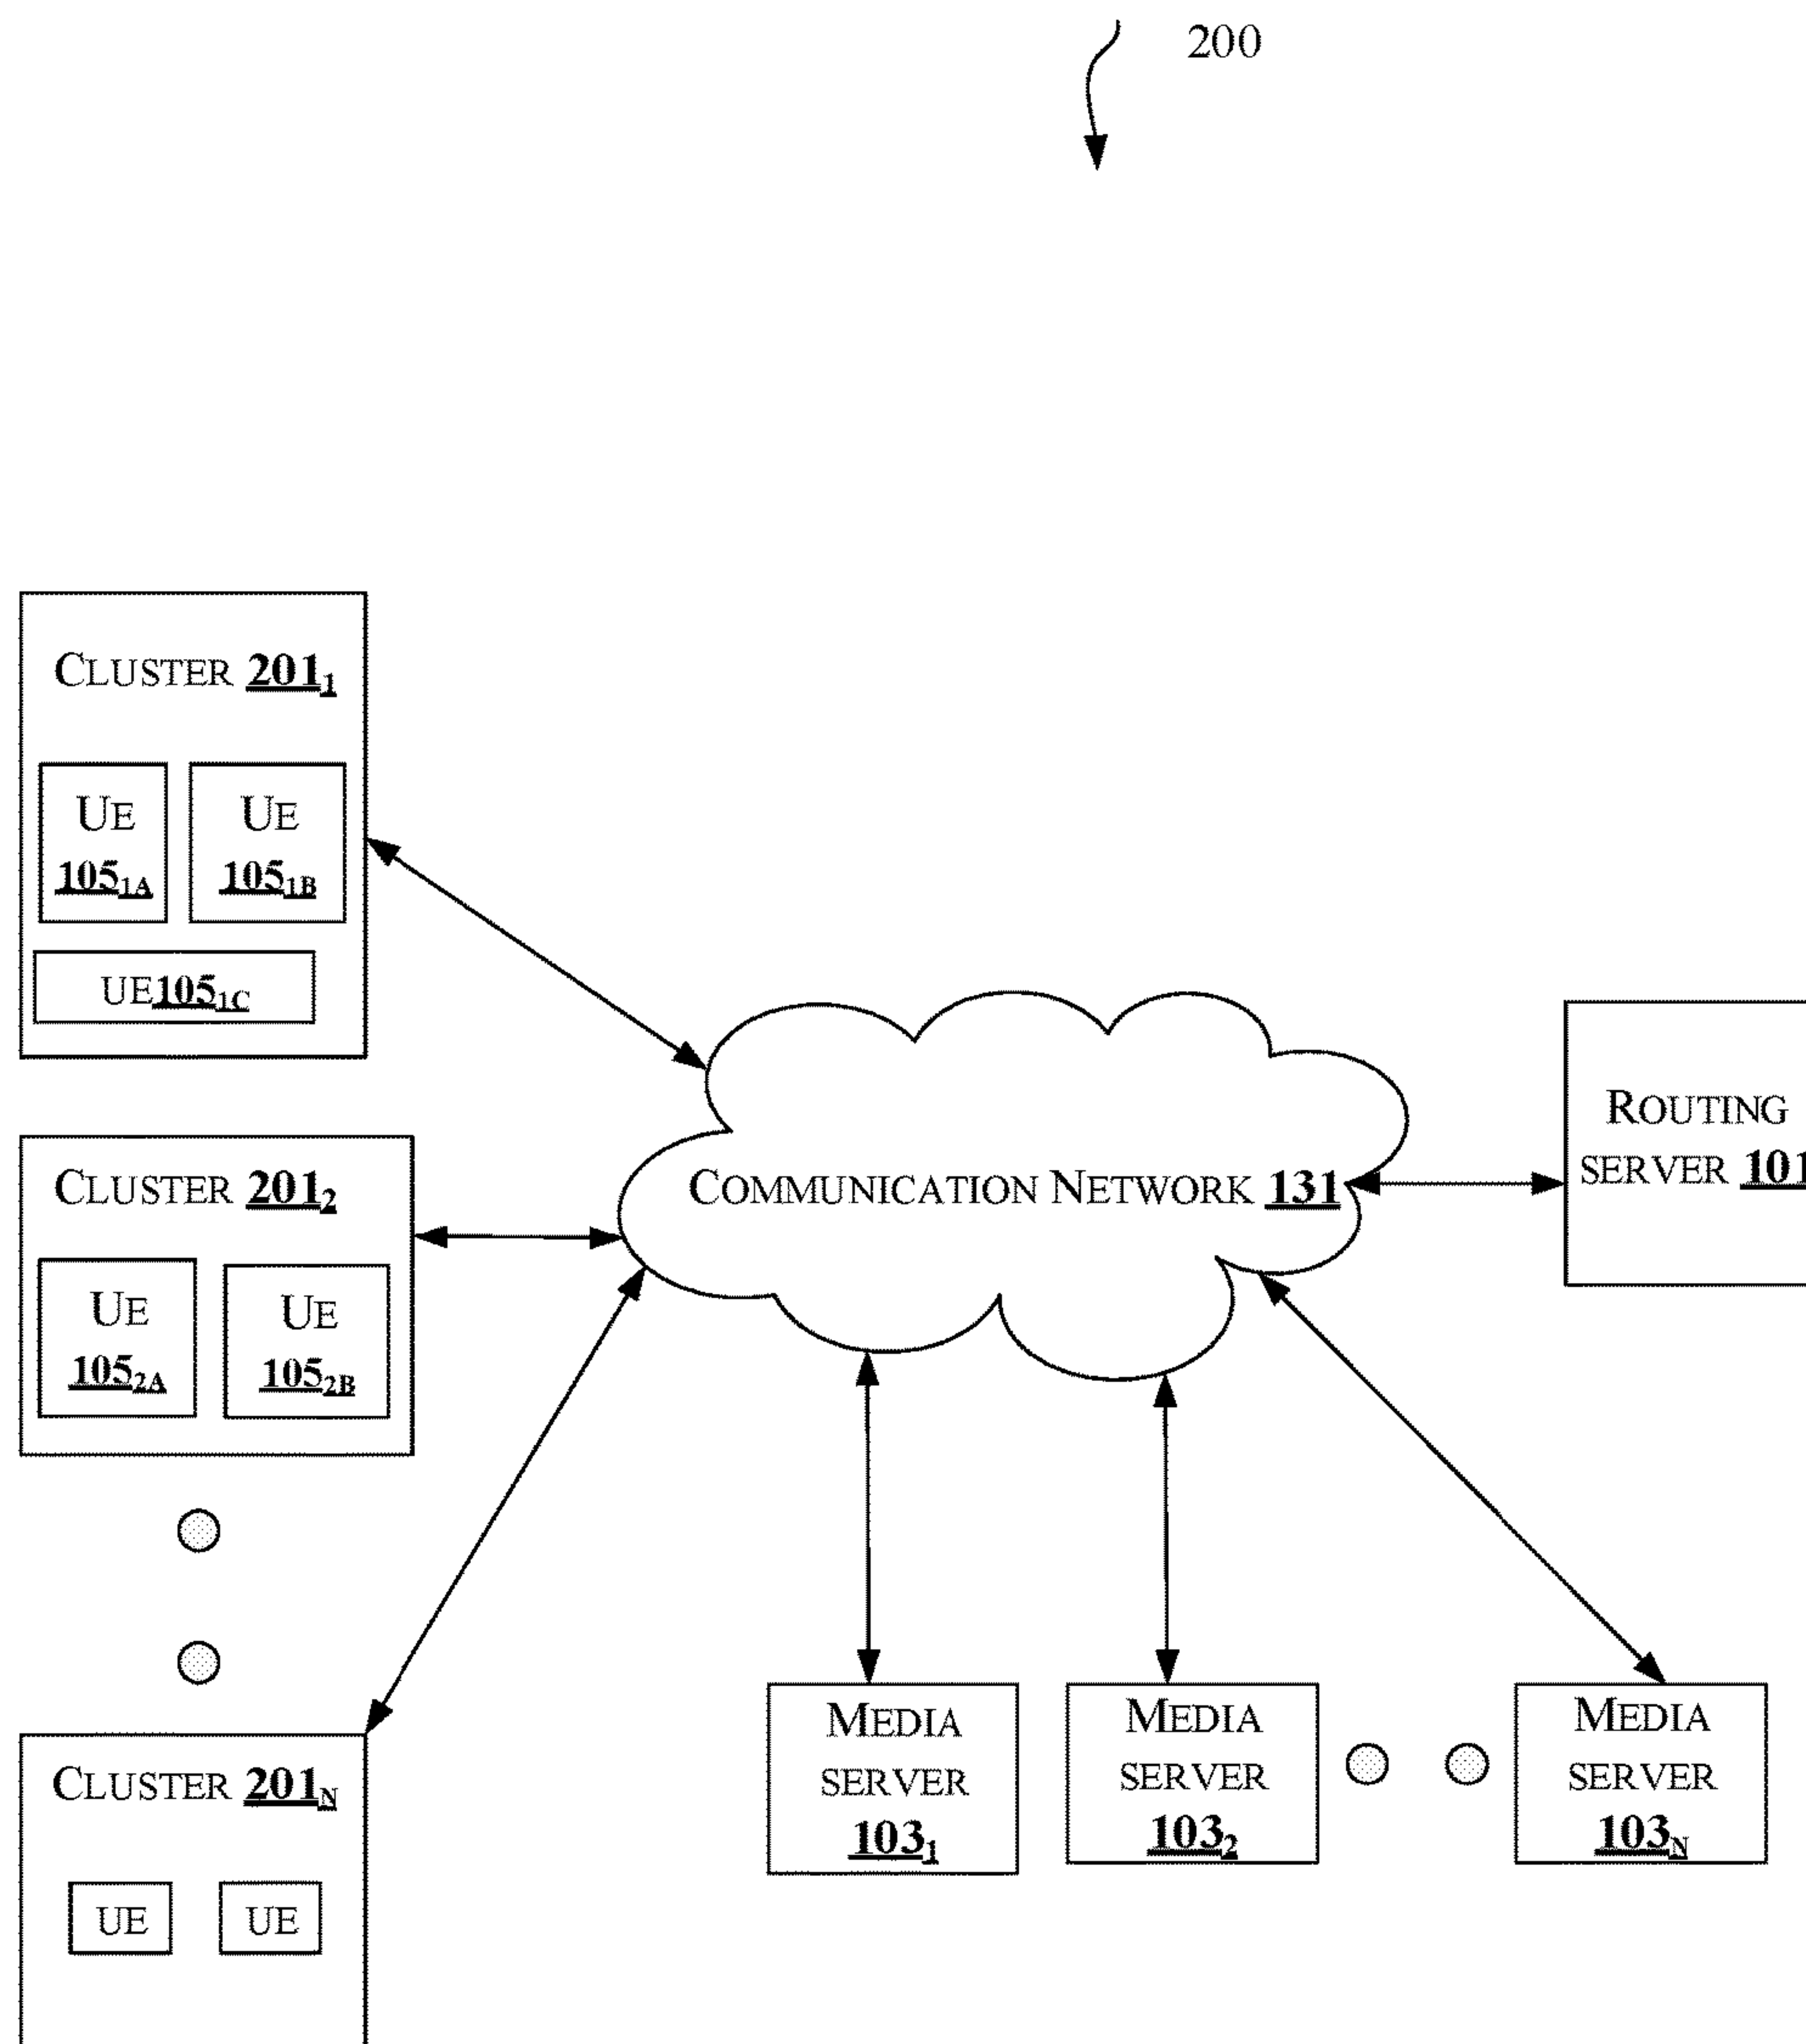 200
CLUSTER 201₁
UE
105₁A
UE
105₁B
UE105₁C
CLUSTER 201₂
UE
105₂A
UE
105₂B
CLUSTER 201N
UE
UE
COMMUNICATION NETWORK 131
ROUTING
SERVER 101
MEDIA
SERVER
103₁
MEDIA
SERVER
103₂
MEDIA
SERVER
103N